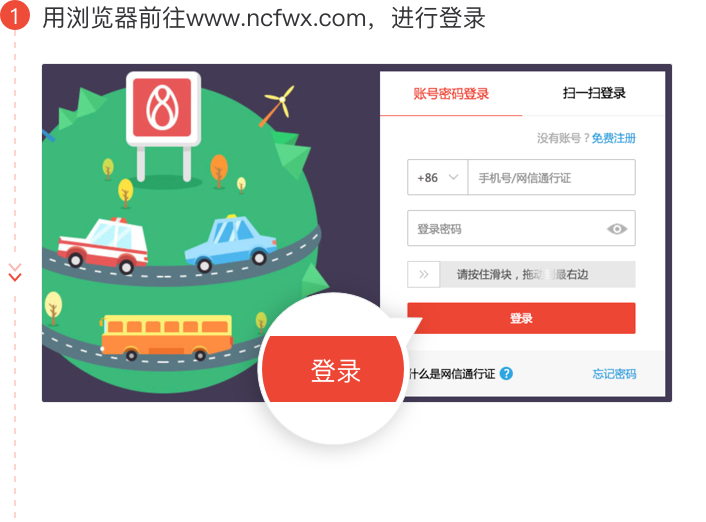 1 用浏览器前往www.ncfwx.com，进行登录
账号密码登录 扫一扫登录
没有账号？免费注册
+86 手机号/网信通行证
登录密码
请按住滑块，拖动到最右边
登录
登录
什么是网信通行证 ? 忘记密码